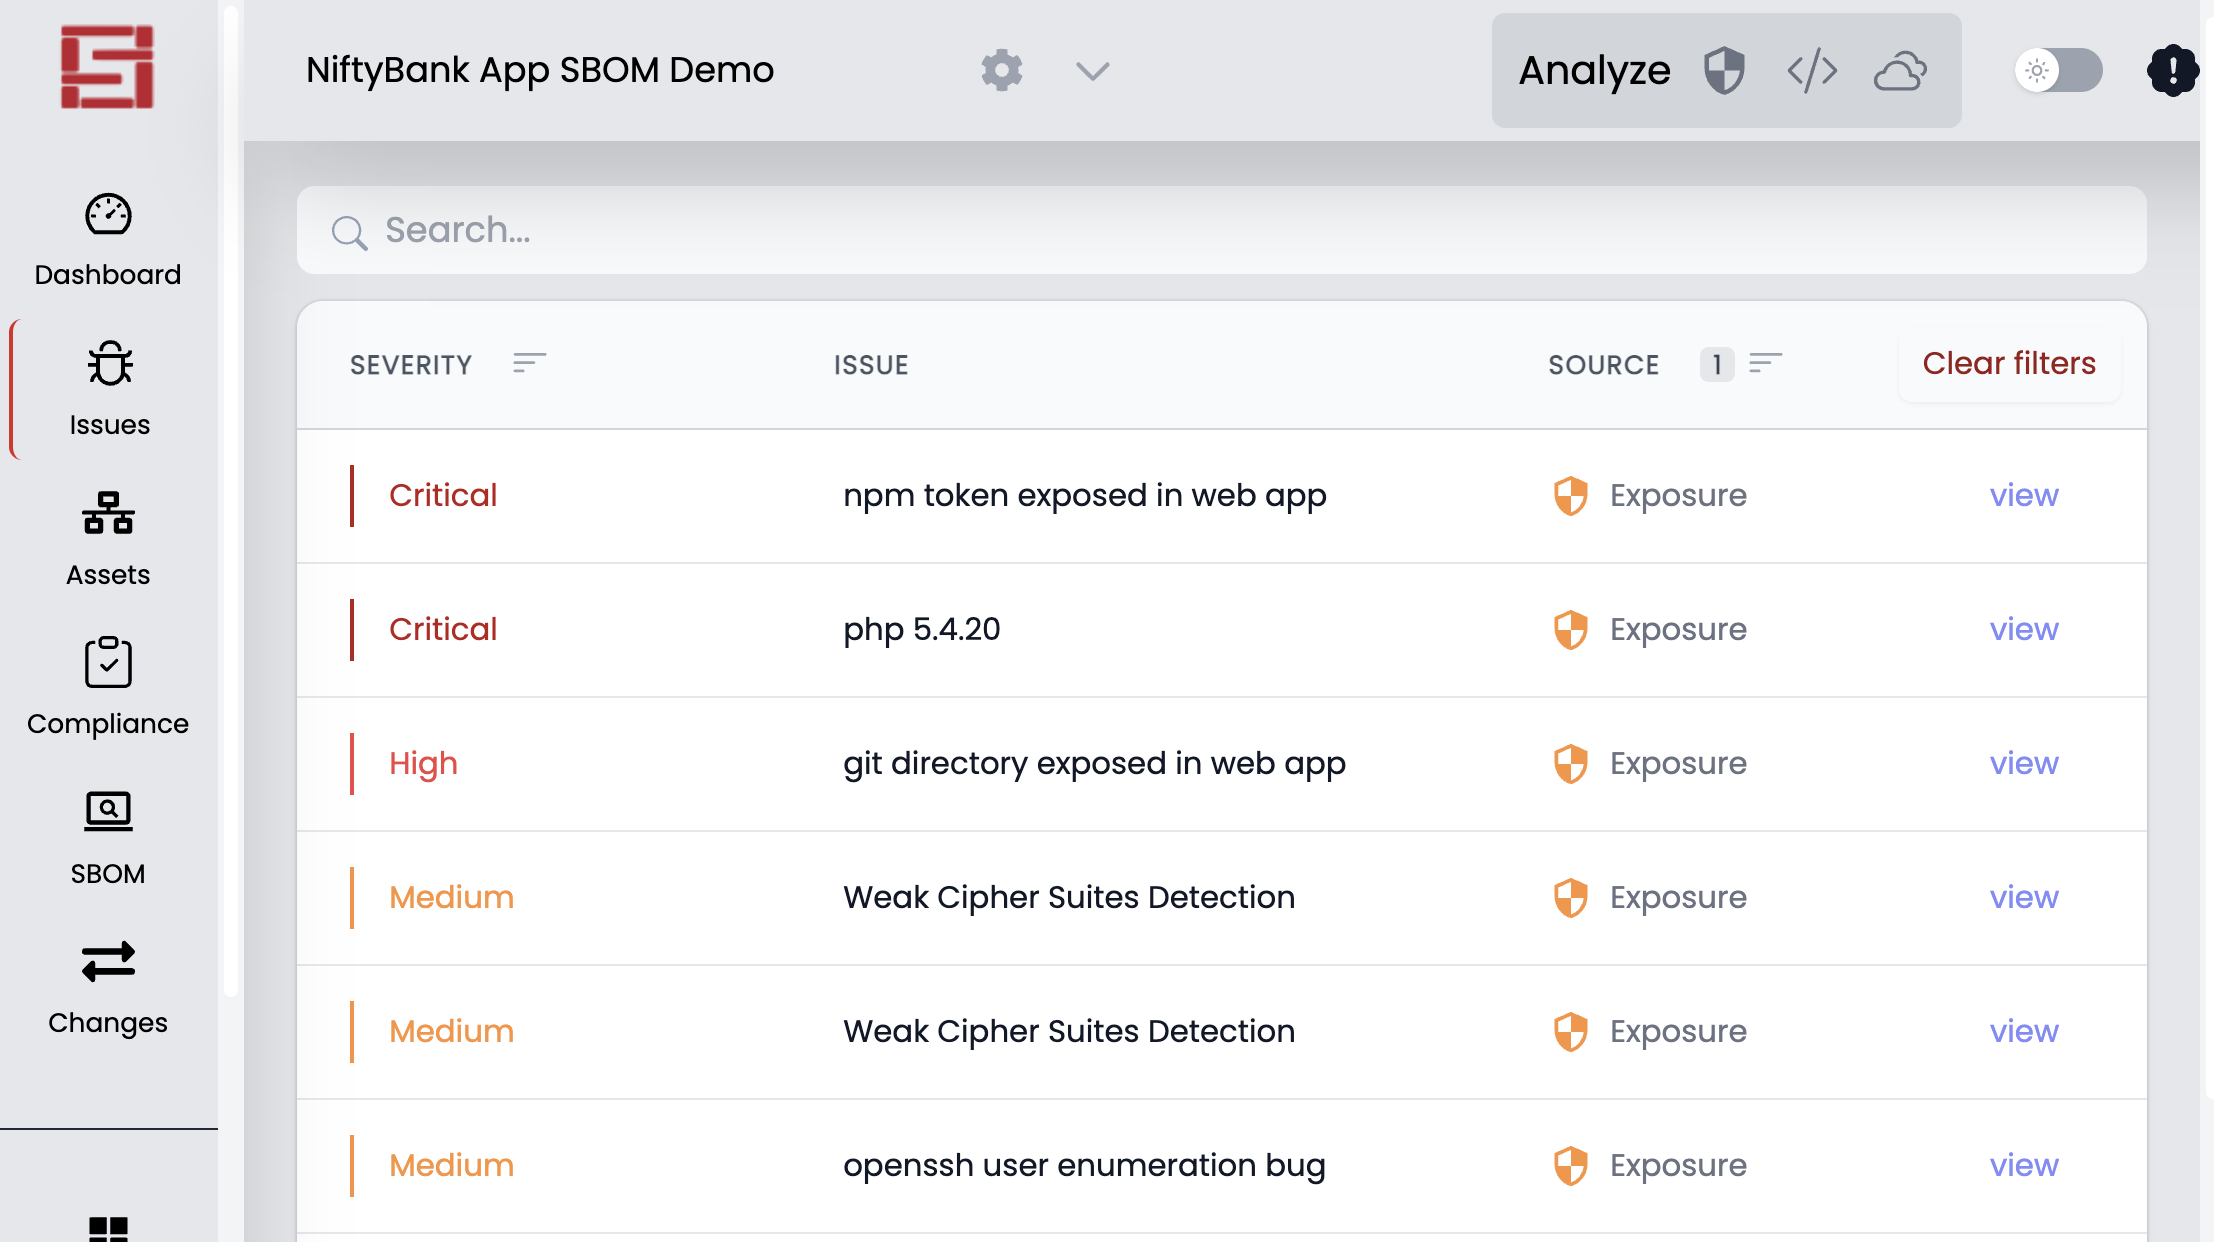 NiftyBank App SBOM Demo
Analyze
Dashboard
Issues
Assets
Compliance
SBOM
Changes
Search...
SEVERITY ISSUE SOURCE 1 Clear filters
Critical npm token exposed in web app Exposure view
Critical php 5.4.20 Exposure view
High git directory exposed in web app Exposure view
Medium Weak Cipher Suites Detection Exposure view
Medium Weak Cipher Suites Detection Exposure view
Medium openssh user enumeration bug Exposure view